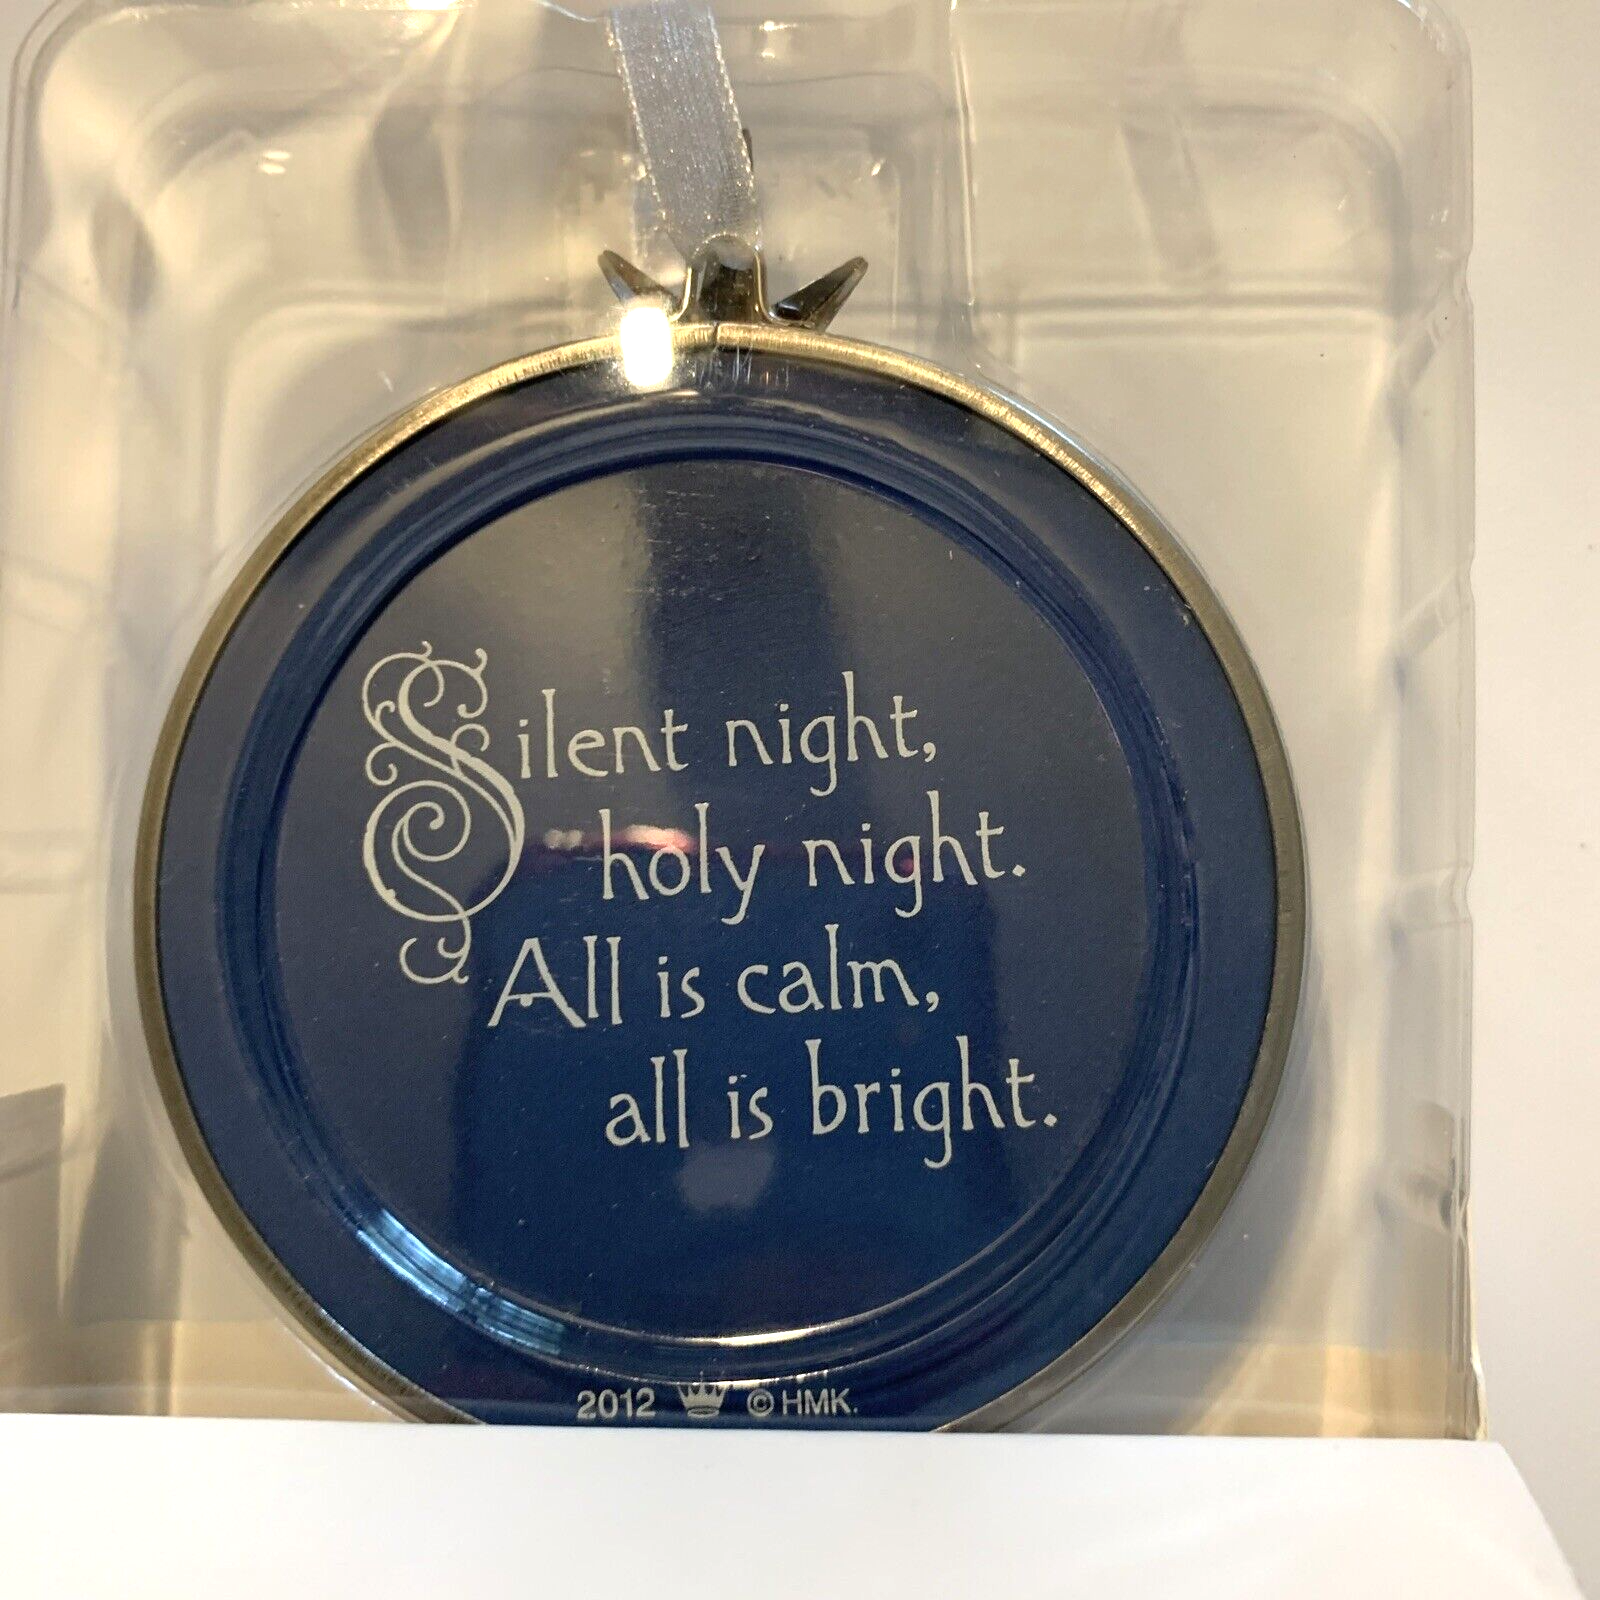 Silent night,
holy night.
All is calm,
all is bright.
2012 © HMK.